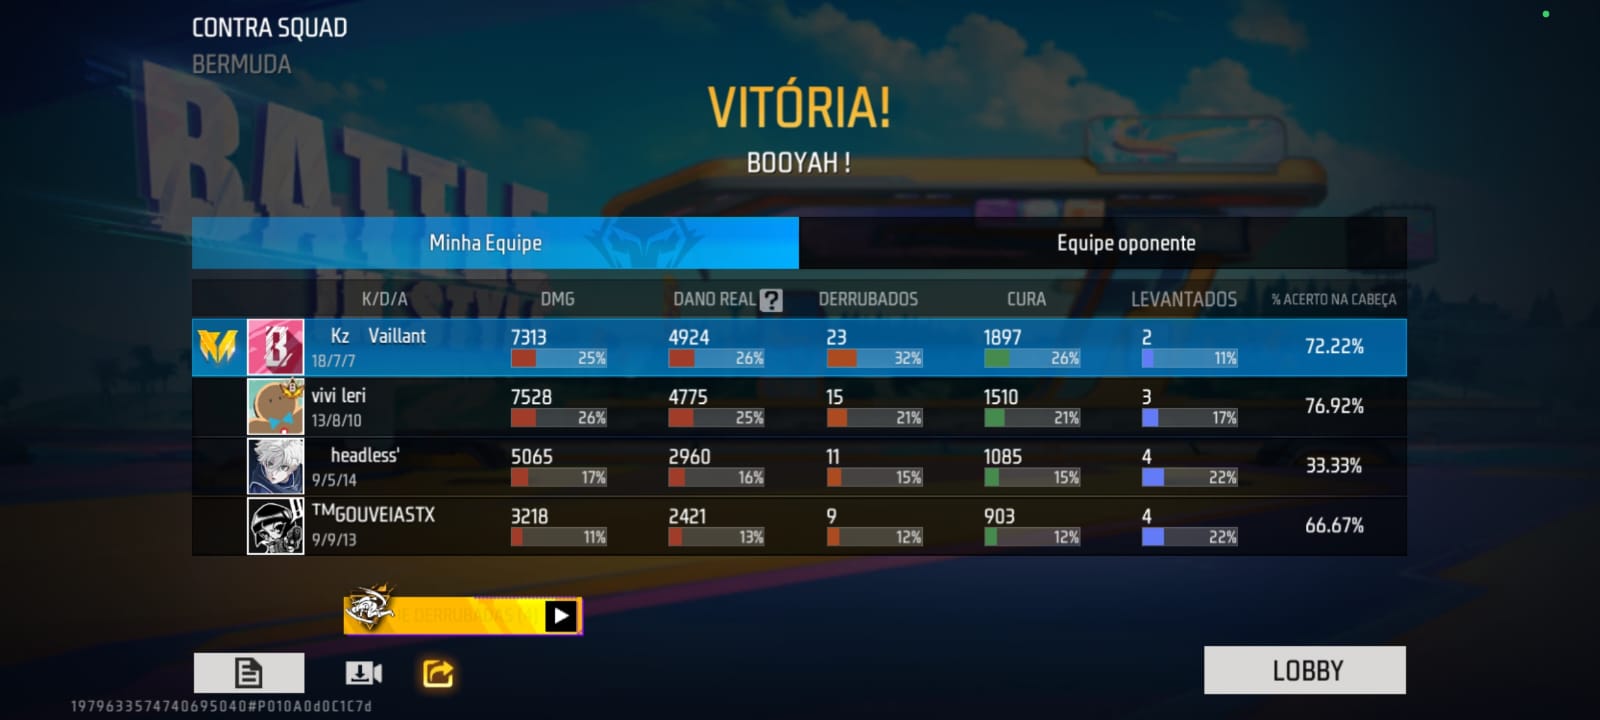 CONTRA SQUAD
BERMUDA
BATTLE
IN STYLE
VITÓRIA!
BOOYAH !
Minha Equipe Equipe oponente
K/D/A DMG DANO REAL ? DERRUBADOS CURA LEVANTADOS % ACERTO NA CABEÇA
Kz Vaillant 7313 4924 23 1897 2 72.22%
18/7/7 25% 26% 32% 26% 11%
vivi leri 7528 4775 15 1510 3 76.92%
13/8/10 26% 25% 21% 21% 17%
headless' 5065 2960 11 1085 4 33.33%
9/5/14 17% 16% 15% 15% 22%
™GOUVEIASTX 3218 2421 9 903 4 66.67%
9/9/13 11% 13% 12% 12% 22%
DERRUBADAS
LOBBY
1979633574740695040#P010A0d0C1C7d